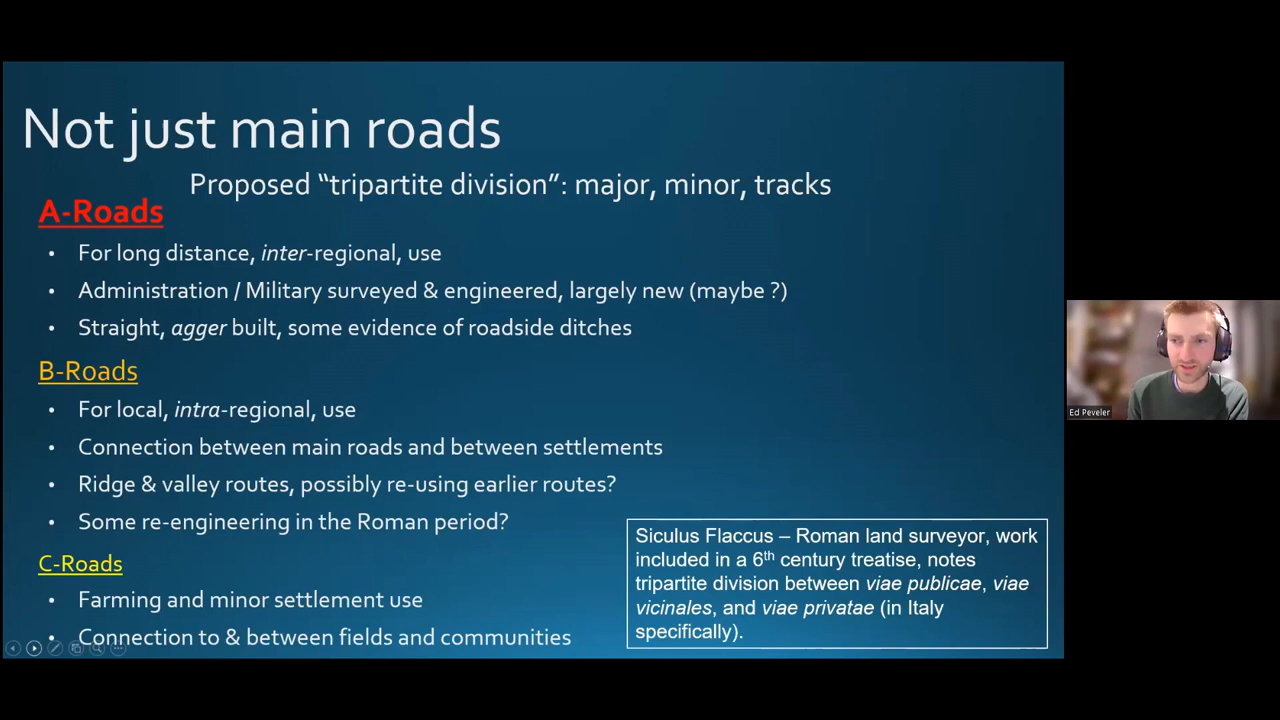 Not just main roads
Proposed “tripartite division”: major, minor, tracks
A-Roads
• For long distance, inter-regional, use
• Administration / Military surveyed & engineered, largely new (maybe ?)
• Straight, agger built, some evidence of roadside ditches
B-Roads
• For local, intra-regional, use
• Connection between main roads and between settlements
• Ridge & valley routes, possibly re-using earlier routes?
• Some re-engineering in the Roman period?
C-Roads
• Farming and minor settlement use
• Connection to & between fields and communities
Siculus Flaccus – Roman land surveyor, work
included in a 6th century treatise, notes
tripartite division between viae publicae, viae
vicinales, and viae privatae (in Italy
specifically).
Ed Peveler